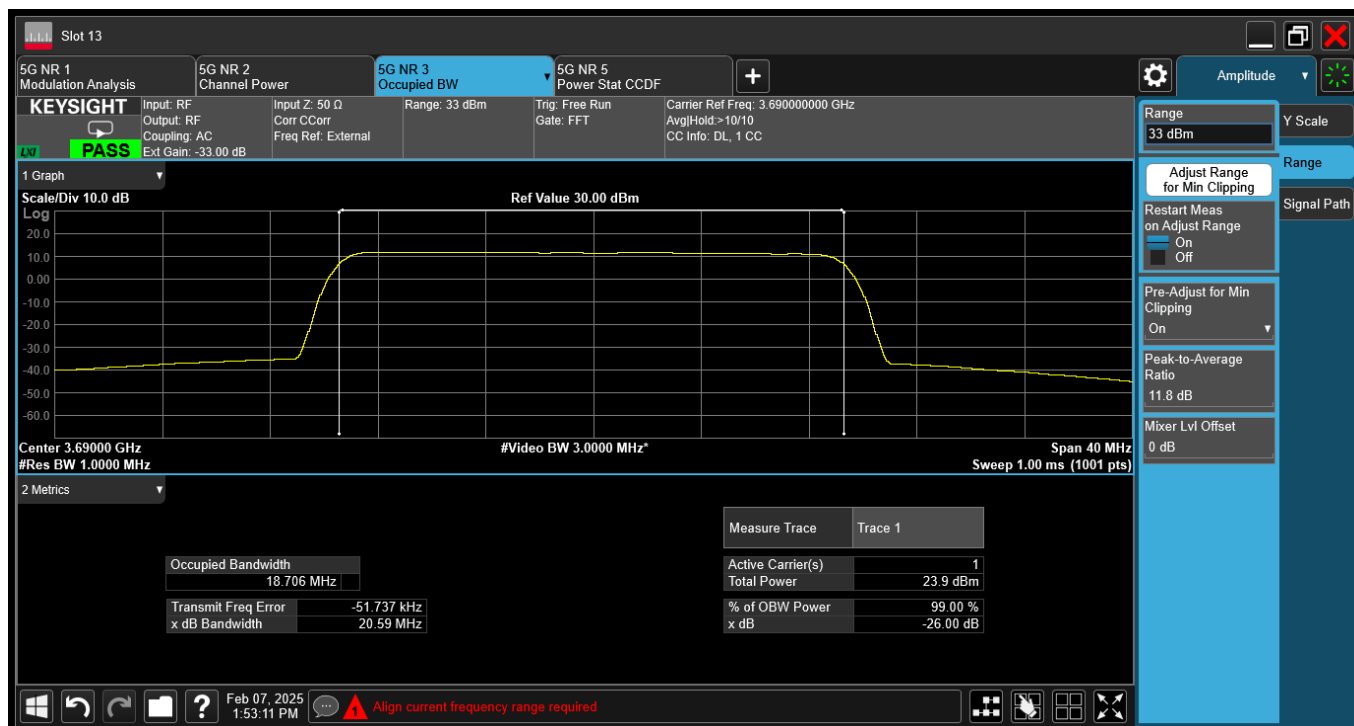 Slot 13
5G NR 1
Modulation Analysis
5G NR 2
Channel Power
5G NR 3
Occupied BW
5G NR 5
Power Stat CCDF
Amplitude
KEYSIGHT
LXI
PASS
Input: RF
Output: RF
Coupling: AC
Ext Gain: -33.00 dB
Input Z: 50 Ω
Corr CCorr
Freq Ref: External
Range: 33 dBm
Trig: Free Run
Gate: FFT
Carrier Ref Freq: 3.690000000 GHz
Avg|Hold:>10/10
CC Info: DL, 1 CC
1 Graph
Scale/Div 10.0 dB
Ref Value 30.00 dBm
Log
20.0
10.0
0.00
-10.0
-20.0
-30.0
-40.0
-50.0
-60.0
Center 3.69000 GHz
#Video BW 3.0000 MHz*
Span 40 MHz
#Res BW 1.0000 MHz
Sweep 1.00 ms (1001 pts)
2 Metrics
Measure Trace Trace 1
Occupied Bandwidth
18.706 MHz
Active Carrier(s) 1
Total Power 23.9 dBm
Transmit Freq Error -51.737 kHz
x dB Bandwidth 20.59 MHz
% of OBW Power 99.00 %
x dB -26.00 dB
Range
33 dBm
Adjust Range
for Min Clipping
Restart Meas
on Adjust Range
On
Off
Pre-Adjust for Min
Clipping
On
Peak-to-Average
Ratio
11.8 dB
Mixer Lvl Offset
0 dB
Y Scale
Range
Signal Path
?
Feb 07, 2025
1:53:11 PM
1
Align current frequency range required